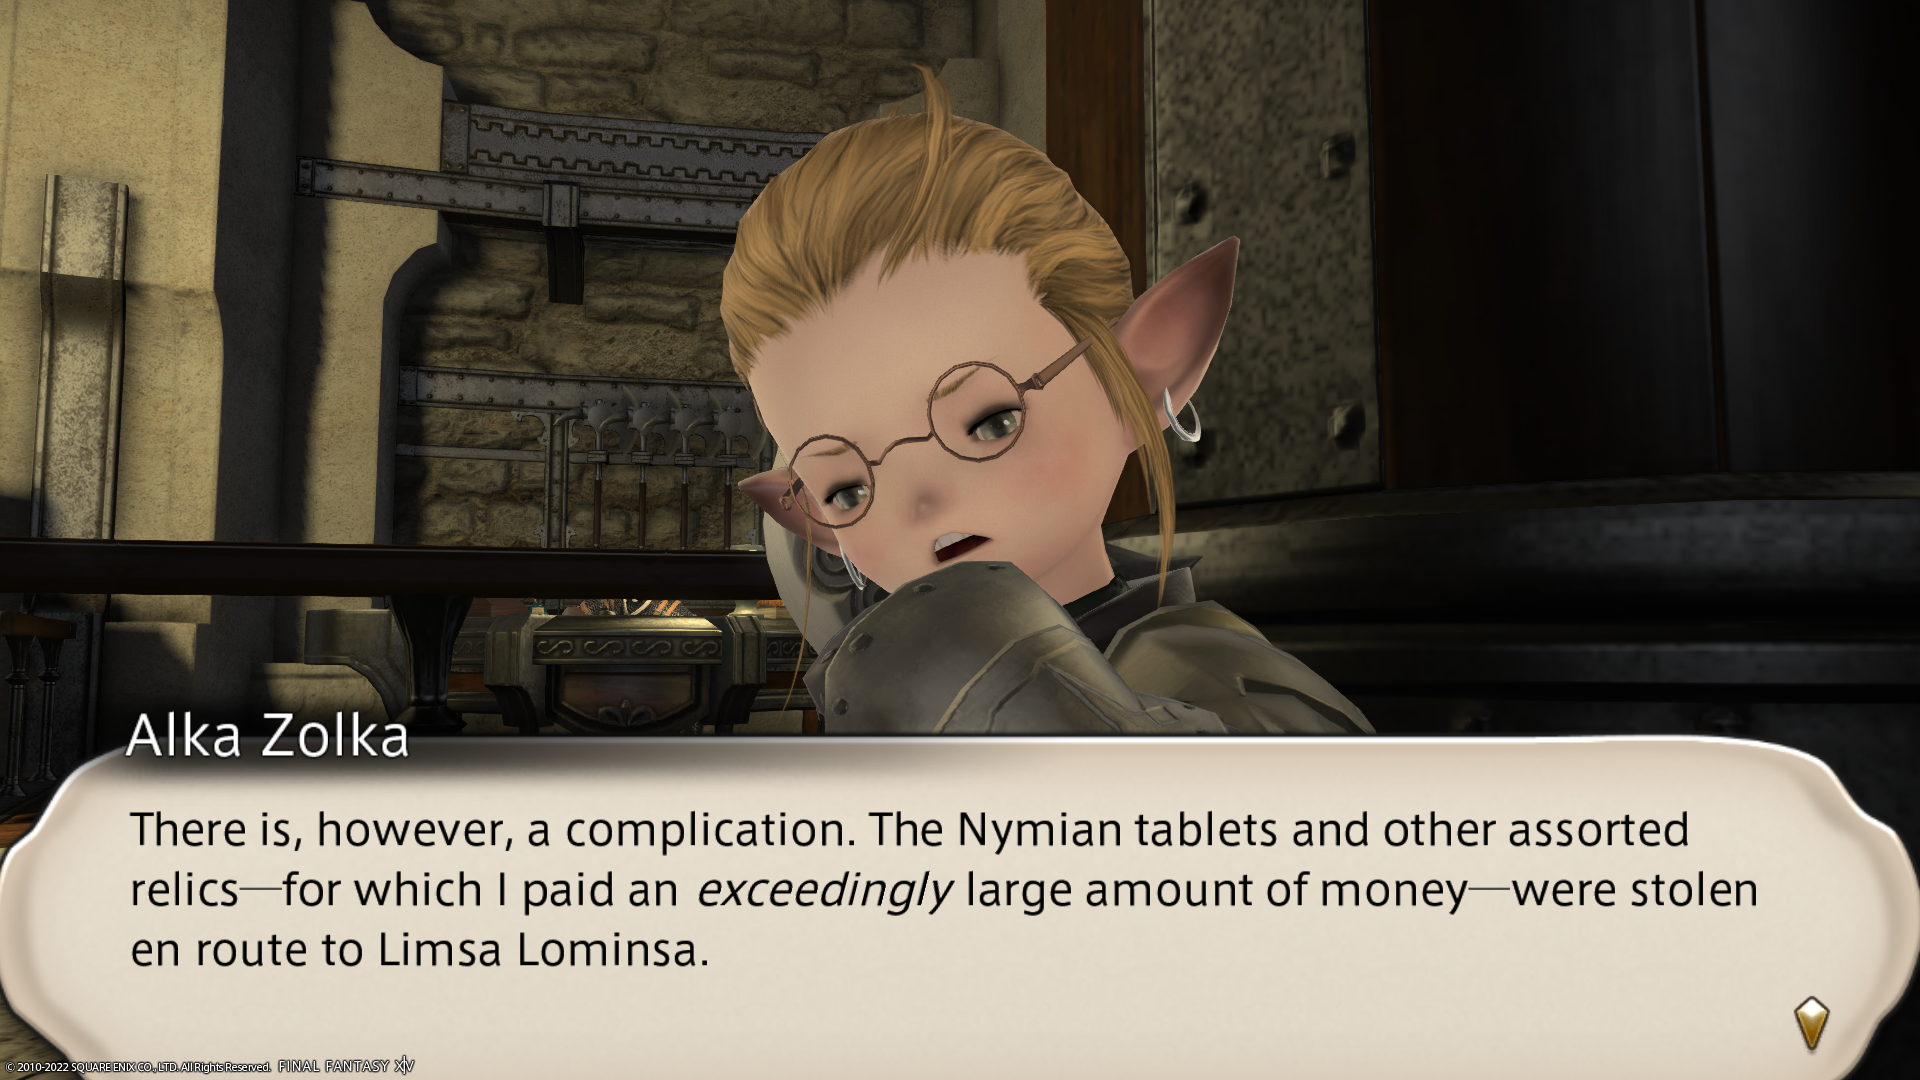 Alka Zolka
There is, however, a complication. The Nymian tablets and other assorted
relics—for which I paid an exceedingly large amount of money—were stolen
en route to Limsa Lominsa.
© 2010-2022 SQUARE ENIX CO., LTD. All Rights Reserved. FINAL FANTASY XIV